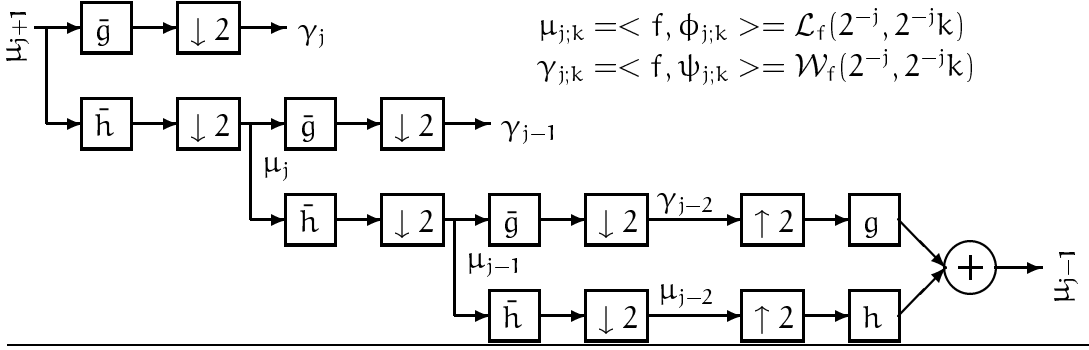 μ_{j+1} ḡ ↓ 2 γ_j
μ_{j;k} =< f, ϕ_{j;k} >= ℒ_f(2^{−j}, 2^{−j}k)
γ_{j;k} =< f, ψ_{j;k} >= 𝒲_f(2^{−j}, 2^{−j}k)
h̄ ↓ 2 ḡ ↓ 2 γ_{j−1}
μ_j
h̄ ↓ 2 ḡ ↓ 2 γ_{j−2} ↑ 2 g
μ_{j−1} + μ_{j−1}
h̄ ↓ 2 μ_{j−2} ↑ 2 h